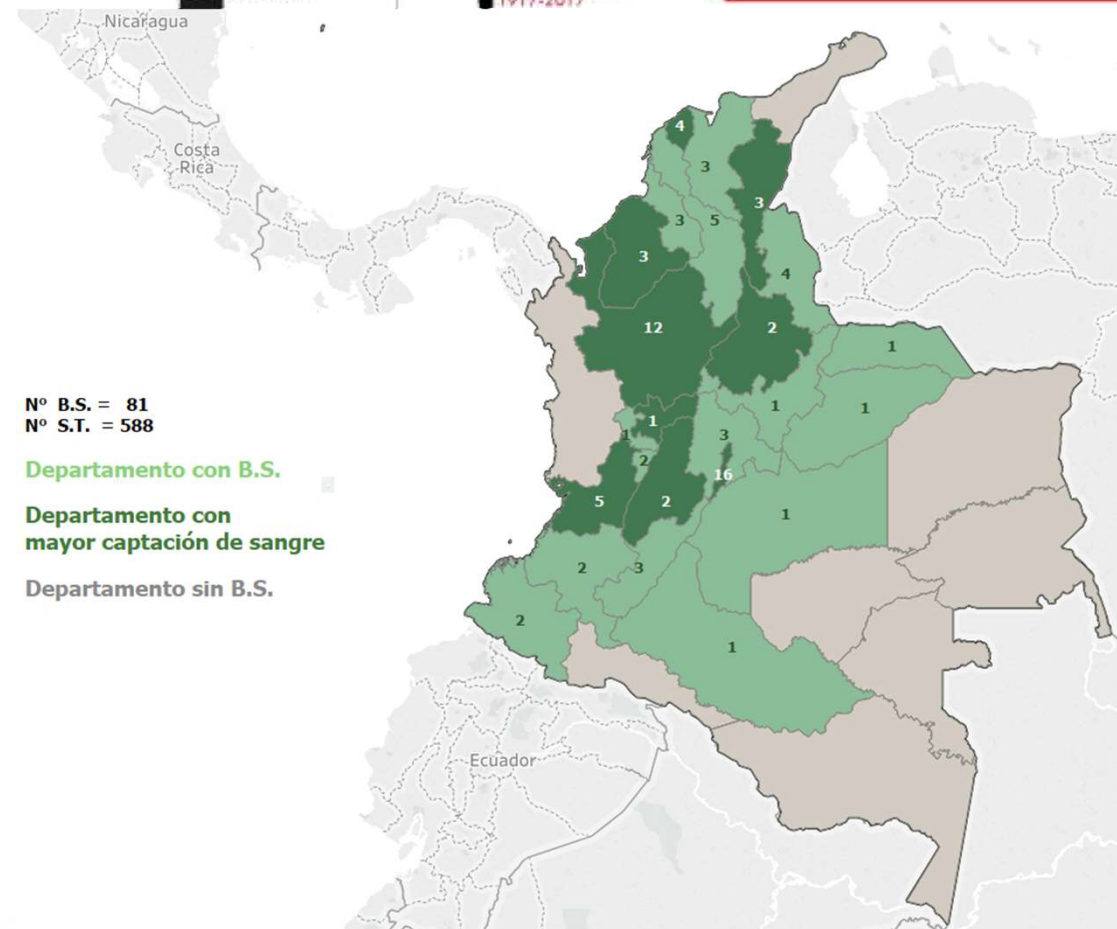 1917-2017
Nicaragua
Costa
Rica
4
3
3
3
5
3
4
12
2
1
Nº B.S. = 81
Nº S.T. = 588
1
1
1
1
3
2
16
Departamento con B.S.
5
2
1
Departamento con
mayor captación de sangre
2
3
Departamento sin B.S.
2
1
Ecuador